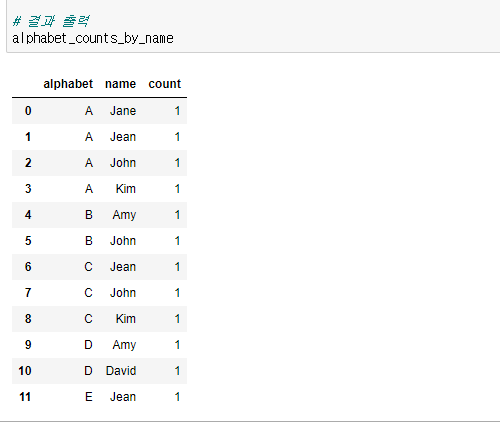 # 결과 출력
alphabet_counts_by_name
alphabet name count
0 A Jane 1
1 A Jean 1
2 A John 1
3 A Kim 1
4 B Amy 1
5 B John 1
6 C Jean 1
7 C John 1
8 C Kim 1
9 D Amy 1
10 D David 1
11 E Jean 1